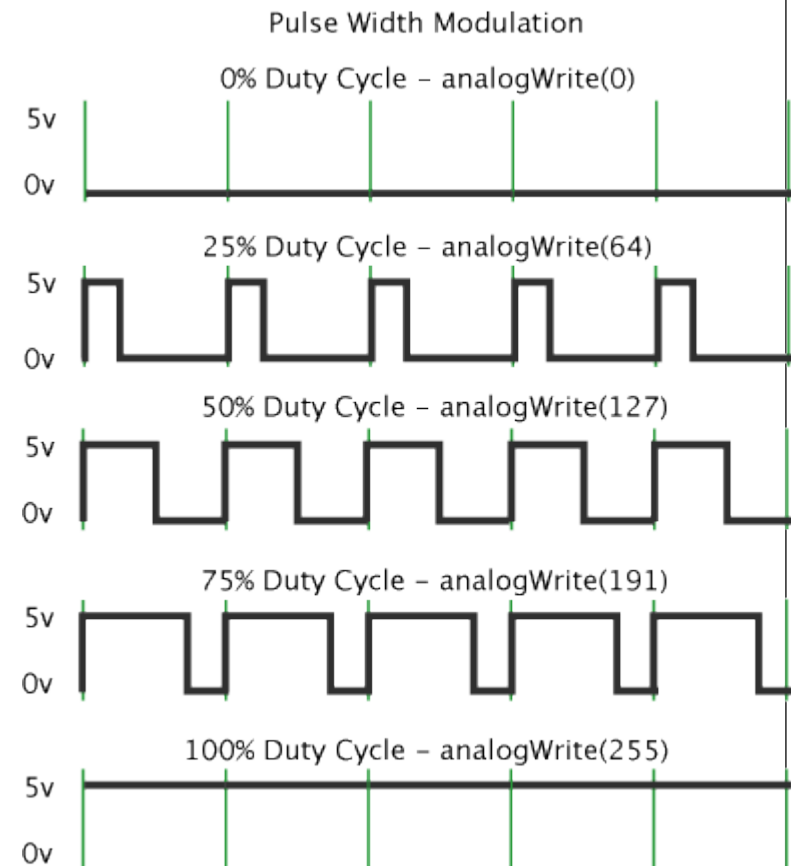 Pulse Width Modulation
0% Duty Cycle – analogWrite(0)
5v
0v
25% Duty Cycle – analogWrite(64)
5v
0v
50% Duty Cycle – analogWrite(127)
5v
0v
75% Duty Cycle – analogWrite(191)
5v
0v
100% Duty Cycle – analogWrite(255)
5v
0v